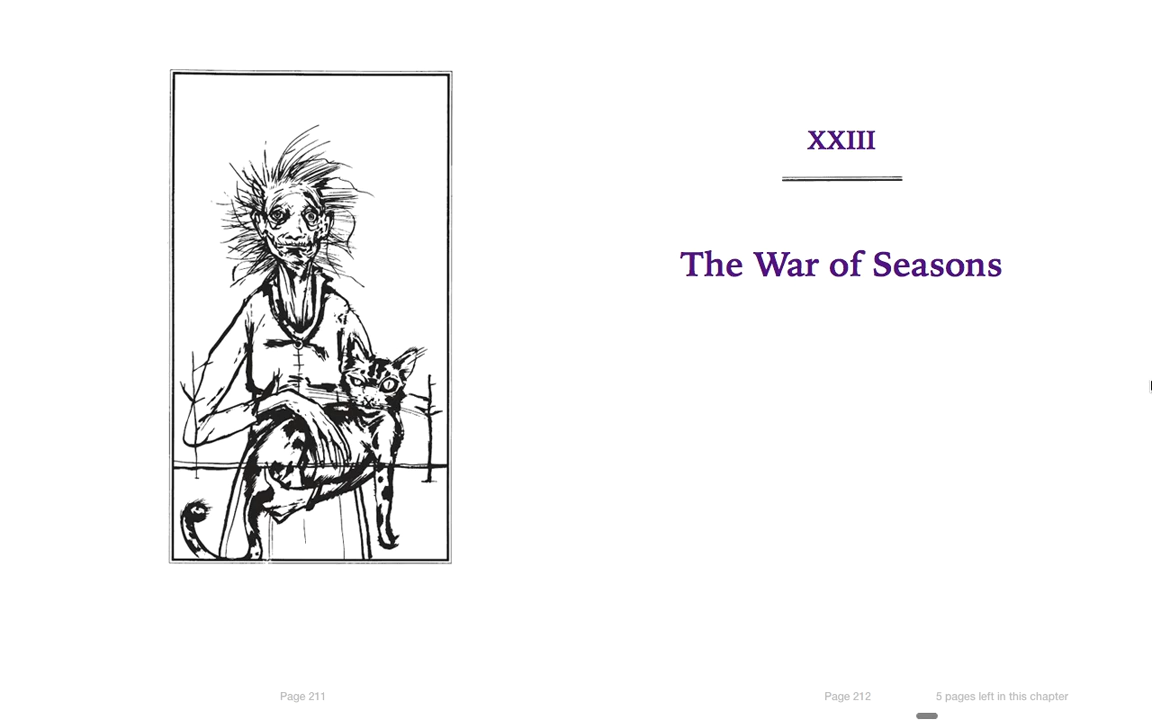 XXIII
The War of Seasons
Page 211
Page 212
5 pages left in this chapter